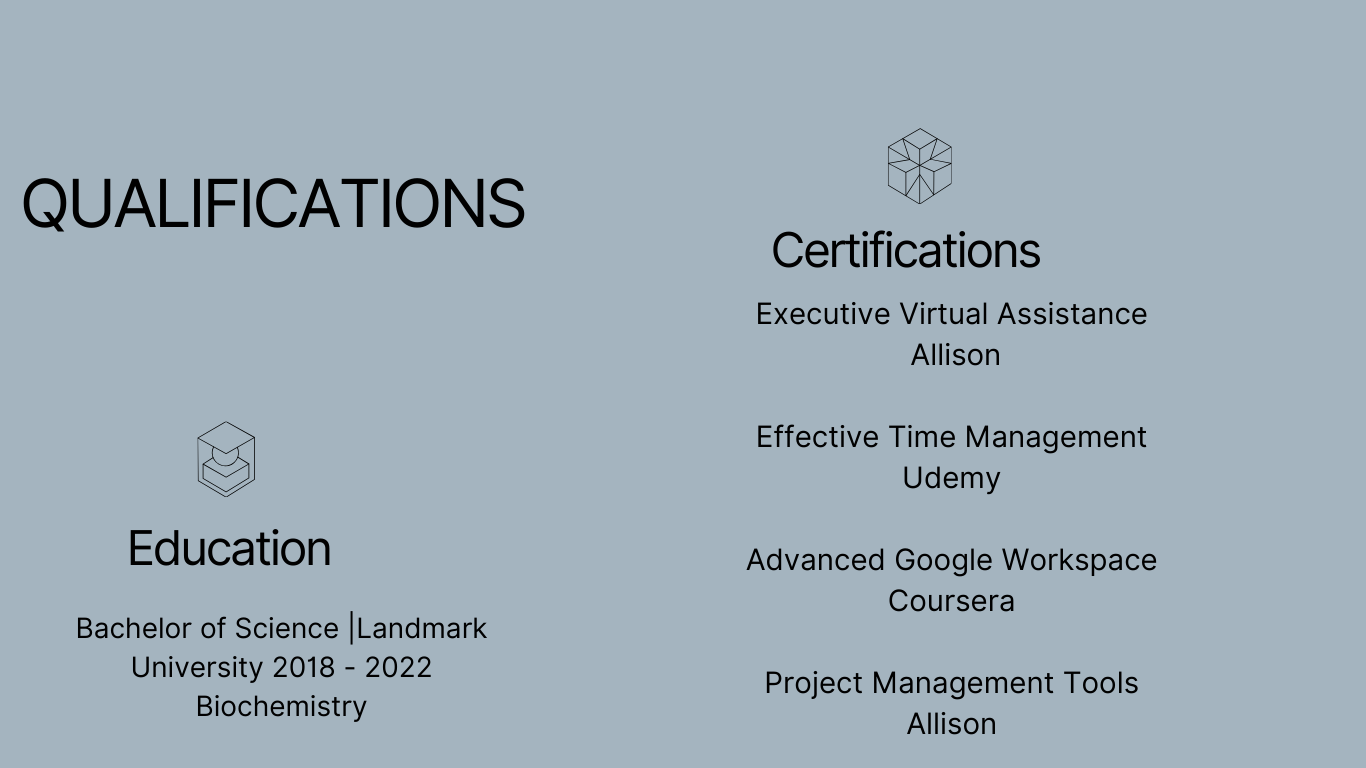 QUALIFICATIONS
Education
Bachelor of Science |Landmark
University 2018 - 2022
Biochemistry
Certifications
Executive Virtual Assistance
Allison
Effective Time Management
Udemy
Advanced Google Workspace
Coursera
Project Management Tools
Allison